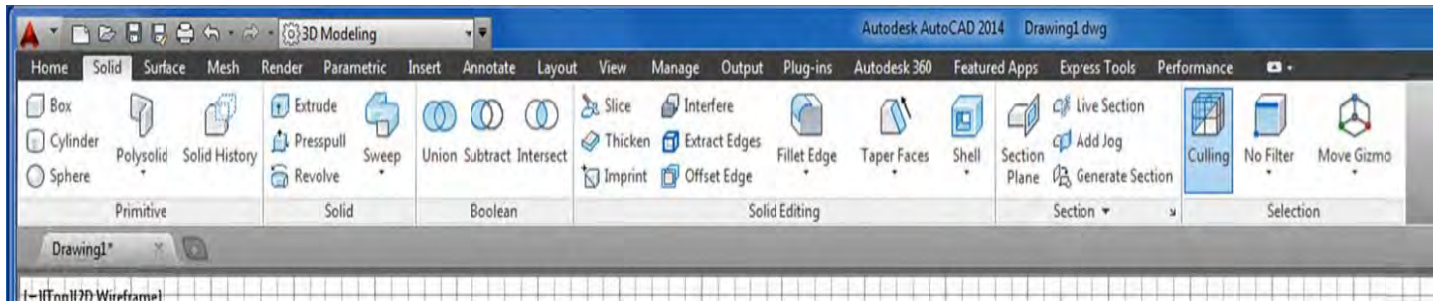 3D Modeling Autodesk AutoCAD 2014 Drawing1.dwg
Home Solid Surface Mesh Render Parametric Insert Annotate Layout View Manage Output Plug-ins Autodesk 360 Featured Apps Express Tools Performance
Box Extrude Slice Interfere Live Section
Cylinder Presspull Thicken Extract Edges Add Jog
Polysolid Solid History Sweep Union Subtract Intersect Fillet Edge Taper Faces Shell Section Plane Culling No Filter Move Gizmo
Sphere Revolve Imprint Offset Edge Generate Section
Primitive Solid Boolean Solid Editing Section Selection
Drawing1*
[-][Top][2D Wireframe]